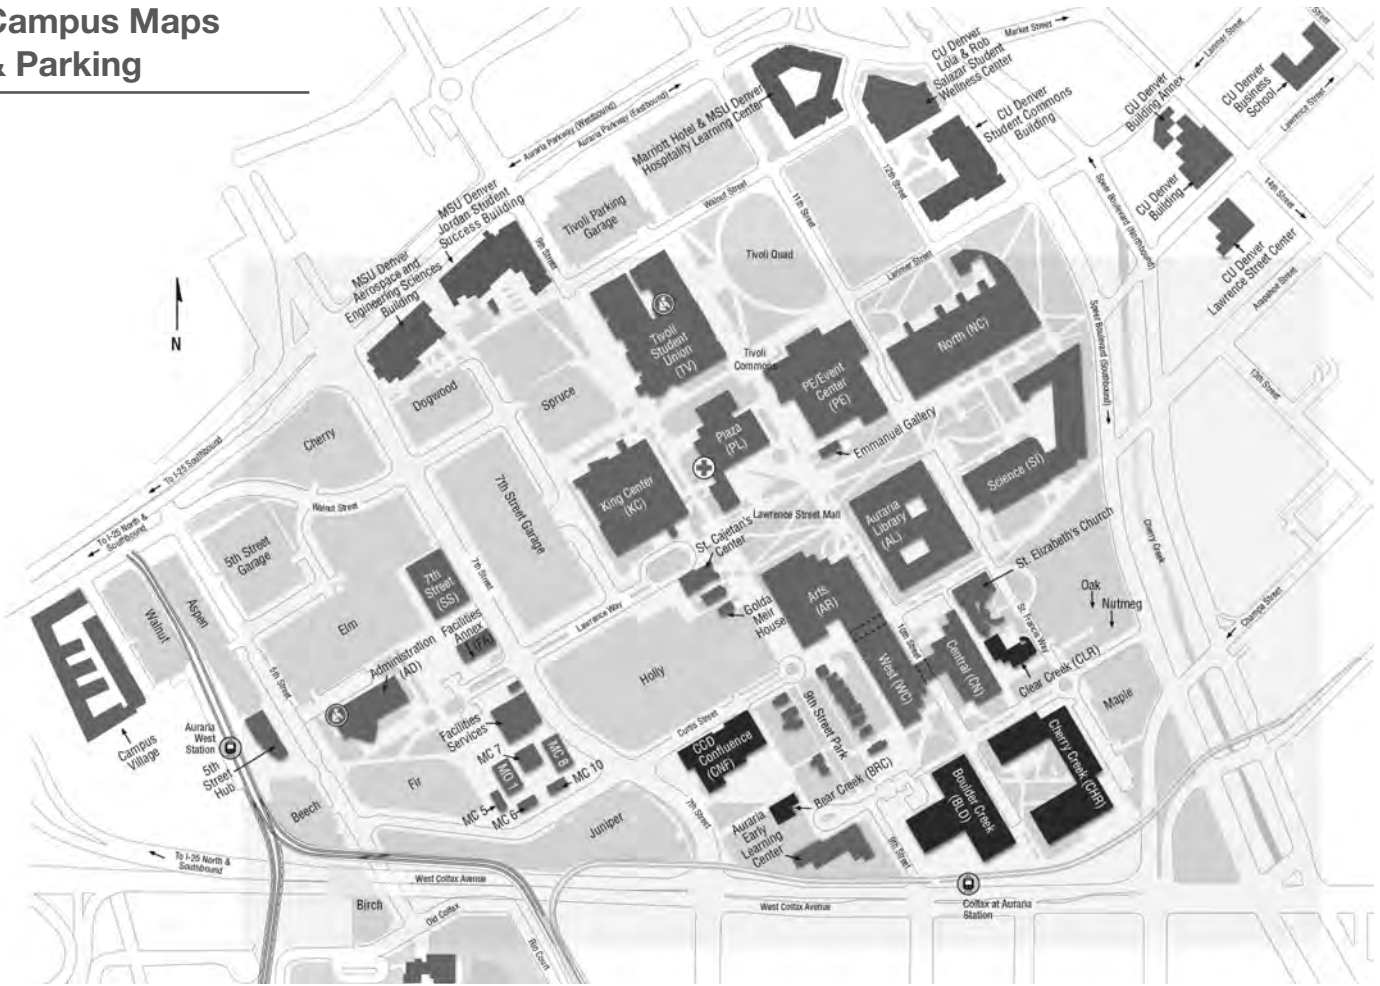 Campus Maps
& Parking
Market Street
Larimer Street
Lawrence Street
CU Denver
Lola & Rob
Salazar Student
Wellness Center
CU Denver
Student Commons
Building
CU Denver
Building Annex
CU Denver
Business
School
CU Denver
Building
CU Denver
Lawrence Street Center
14th Street
Arapahoe Street
13th Street
Champa Street
Speer Boulevard (Northbound)
Speer Boulevard (Southbound)
Cherry Creek
Auraria Parkway (Westbound)
Auraria Parkway (Eastbound)
Marriott Hotel & MSU Denver
Hospitality Learning Center
MSU Denver
Jordan Student
Success Building
MSU Denver
Aerospace and
Engineering Sciences
Building
Tivoli Parking
Garage
9th Street
Walnut Street
11th Street
12th Street
Larimer Street
Tivoli Quad
N
Tivoli
Student
Union
(TV)
Tivoli
Commons
PE/Event
Center
(PE)
North (NC)
Emmanuel Gallery
Science (SI)
Plaza
(PL)
King Center
(KC)
Dogwood
Spruce
Cherry
To I-25 Southbound
To I-25 North &
Southbound
Walnut Street
7th Street Garage
5th Street
Garage
7th Street
7th
Street
(SS)
Lawrence Street Mall
Auraria
Library
(AL)
St. Cajetan's
Center
Golda
Meir
House
Arts
(AR)
St. Elizabeth's Church
St. Francis Way
Oak
Nutmeg
Clear Creek (CLR)
Central (CN)
10th Street
West (WC)
Maple
Walnut
Aspen
Elm
5th Street
Lawrence Way
Facilities
Annex
(FA)
Administration
(AD)
Holly
Curtis Street
9th Street Park
CCD
Confluence
(CNF)
Bear Creek (BRC)
Cherry Creek (CHR)
Boulder Creek
(BLD)
Campus
Village
Auraria
West
Station
5th
Street
Hub
Facilities
Services
MC 7
MC 8
MO 1
MC 10
MC 5
MC 6
Fir
Beech
Juniper
7th Street
Auraria
Early
Learning
Center
9th Street
To I-25 North &
Southbound
West Colfax Avenue
West Colfax Avenue
Colfax at Auraria
Station
Birch
Old Colfax
Rio Court